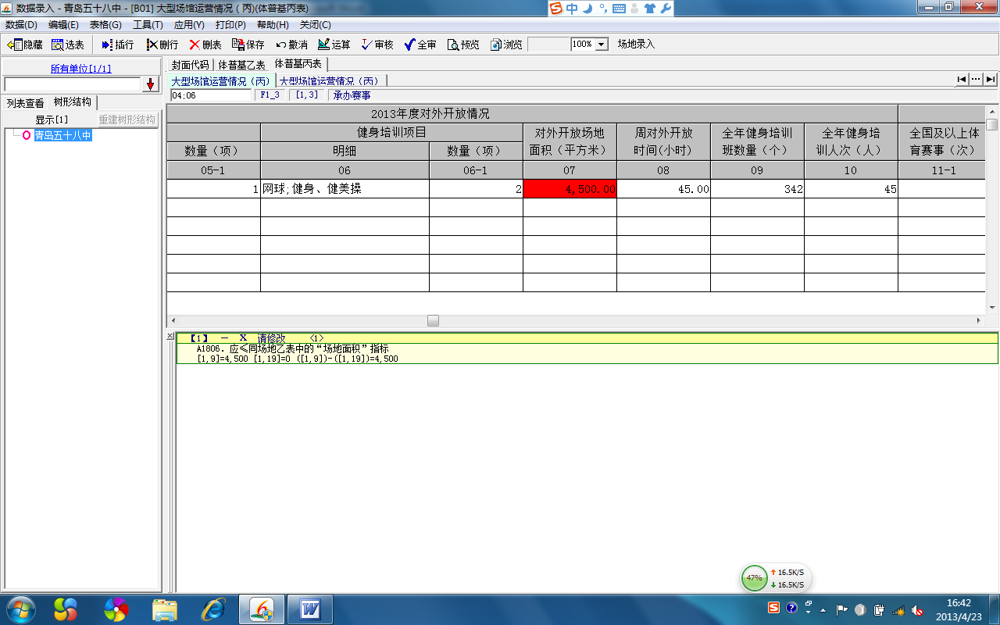 数据录入 - 青岛五十八中 - [B01] 大型场馆运营情况（丙)(体普基丙表)
中
数据(D) 编辑(E) 表格(G) 工具(T) 应用(Y) 打印(P) 帮助(H) 关闭(C)
隐藏 选表 插行 删行 删表 保存 撤消 运算 审核 全审 预览 浏览 100% 场地录入
所有单位[1/1]
列表查看 树形结构
显示[1] 重建树形结构
青岛五十八中
封面代码 体普基乙表 体普基丙表
大型场馆运营情况（丙） 大型场馆运营情况（丙）
04;06 F1_3 [1,3] 承办赛事
2013年度对外开放情况
健身培训项目 对外开放场地 周对外开放 全年健身培训 全年健身培 全国及以上体
数量（项） 明细 数量（项） 面积（平方米） 时间(小时) 班数量（个） 训人次（人） 育赛事（次）
05-1 06 06-1 07 08 09 10 11-1
1 网球;健身、健美操 2 4,500.00 45.00 342 45
【1】 － X 请修改 <1>
A1806. 应≤同场地乙表中的“场地面积”指标
[1,9]=4,500 [1,19]=0 ([1,9])-([1,19])=4,500
47% 16.5K/S
16.5K/S
16:42
2013/4/23